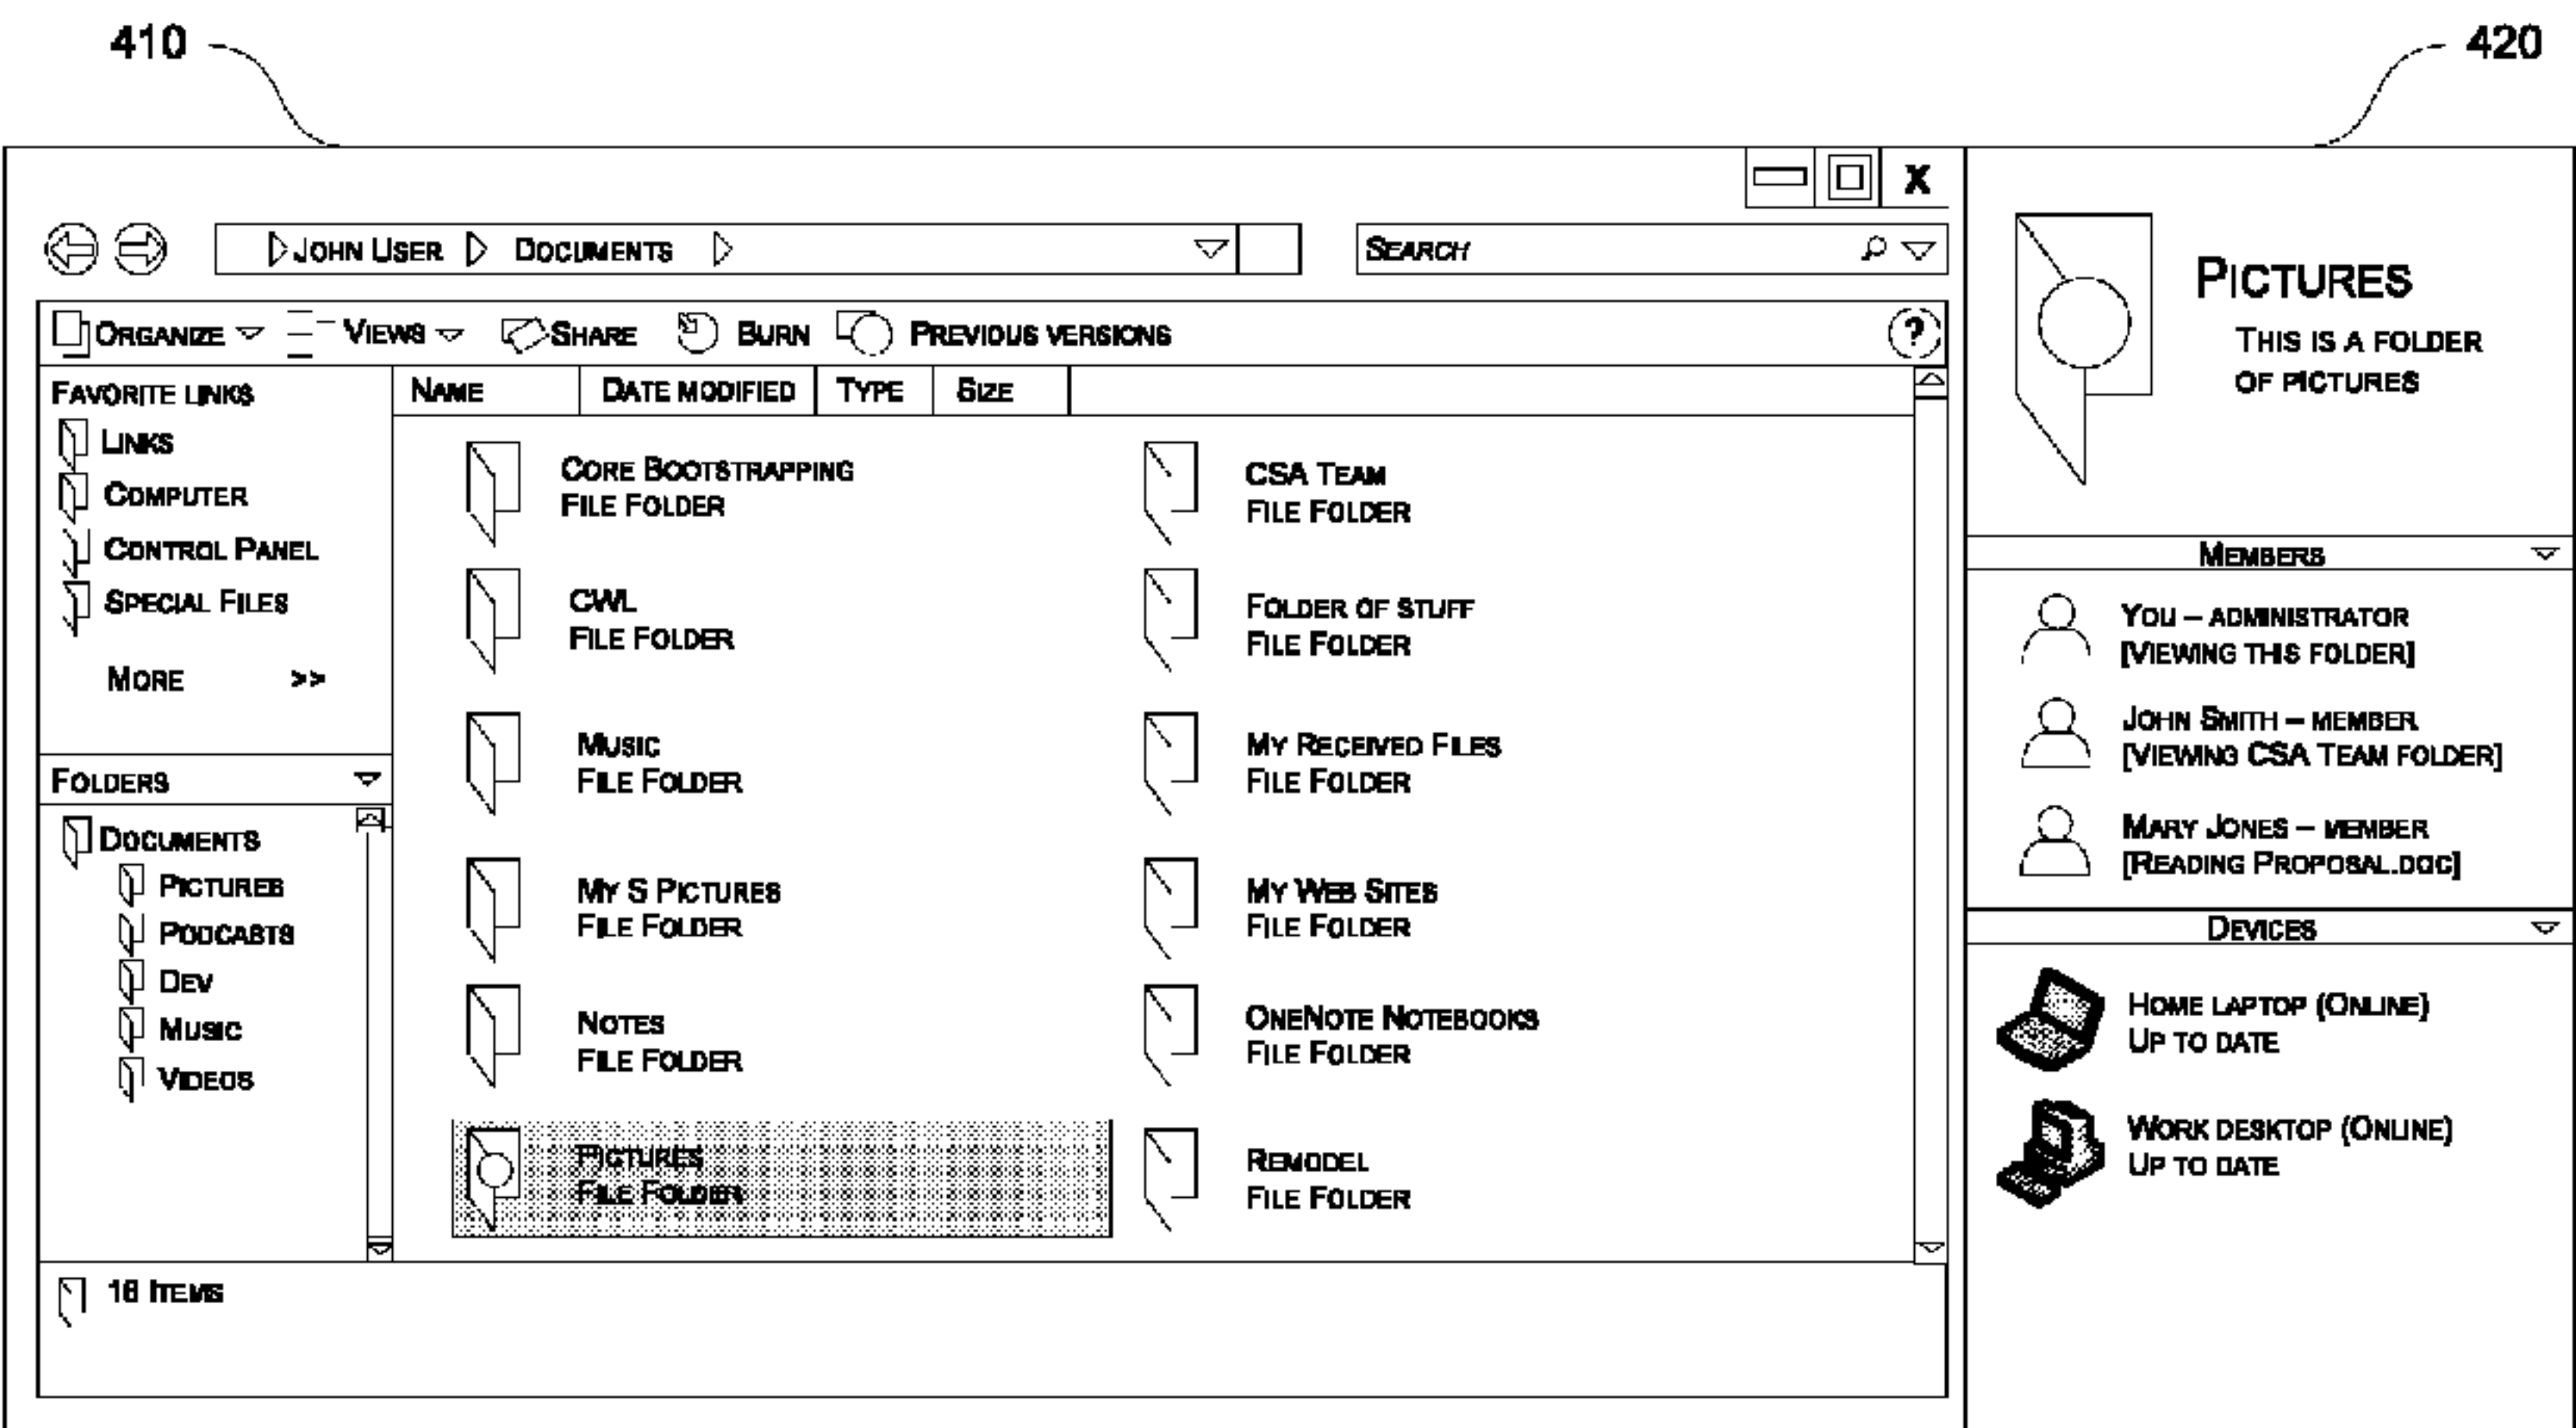 410
420
X
John User Documents
Search
Organize Views Share Burn Previous versions ?
Favorite links
Links
Computer
Control Panel
Special Files
More >>
Folders
Documents
Pictures
Podcasts
Dev
Music
Videos
Name Date modified Type Size
Core Bootstrapping
File Folder
CSA Team
File Folder
CWL
File Folder
Folder of stuff
File Folder
Music
File Folder
My Received Files
File Folder
My S Pictures
File Folder
My Web Sites
File Folder
Notes
File Folder
OneNote Notebooks
File Folder
Pictures
File Folder
Remodel
File Folder
16 Items
Pictures
This is a folder
of pictures
Members
You – administrator
[Viewing this folder]
John Smith – member
[Viewing CSA Team folder]
Mary Jones – member
[Reading Proposal.doc]
Devices
Home laptop (Online)
Up to date
Work desktop (Online)
Up to date